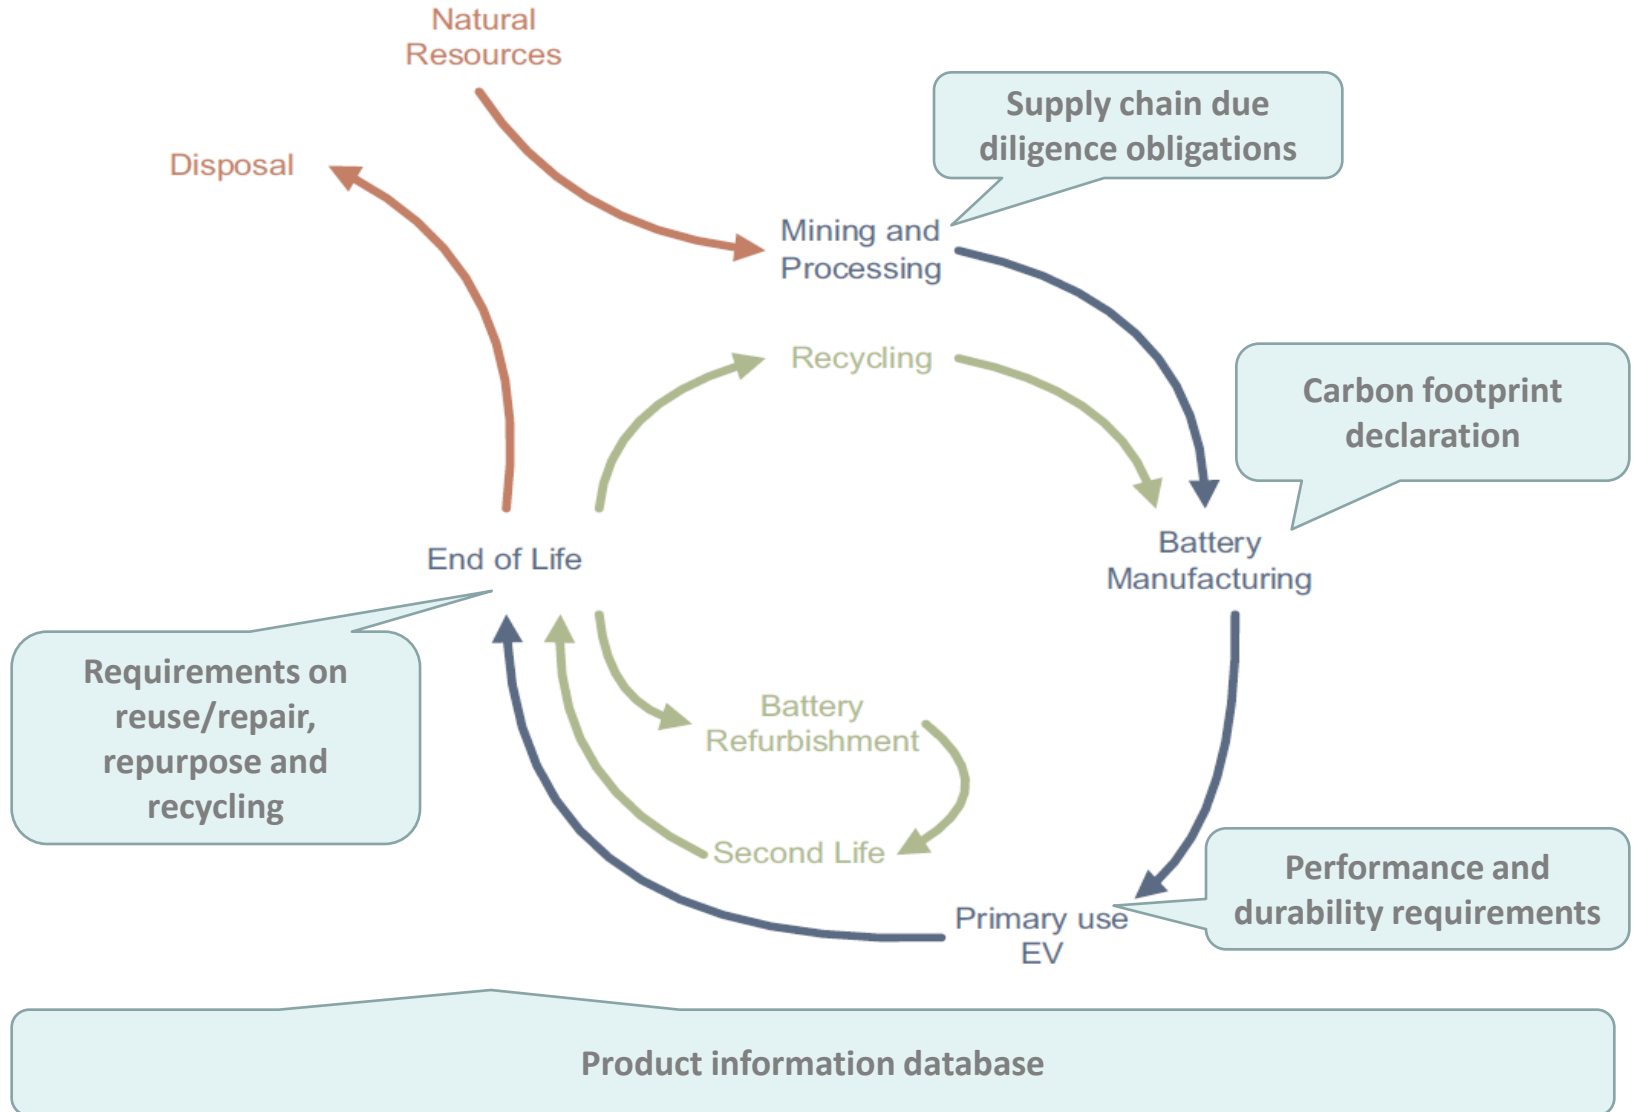 Natural
Resources
Supply chain due
diligence obligations
Disposal
Mining and
Processing
Recycling
Carbon footprint
declaration
Battery
Manufacturing
End of Life
Requirements on
reuse/repair,
repurpose and
recycling
Battery
Refurbishment
Second Life
Performance and
durability requirements
Primary use
EV
Product information database